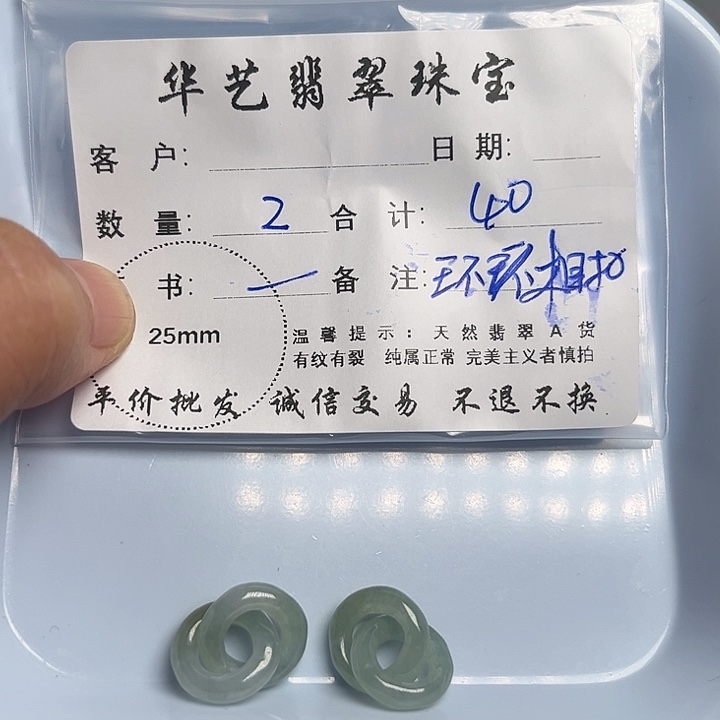 华艺翡翠珠宝
客 户： 日 期：
数 量： 2 合 计： 40
书： 一 备 注： 环环相扣
25mm
温馨提示：天然翡翠A货
有纹有裂 纯属正常 完美主义者慎拍
平价批发 诚信交易 不退不换